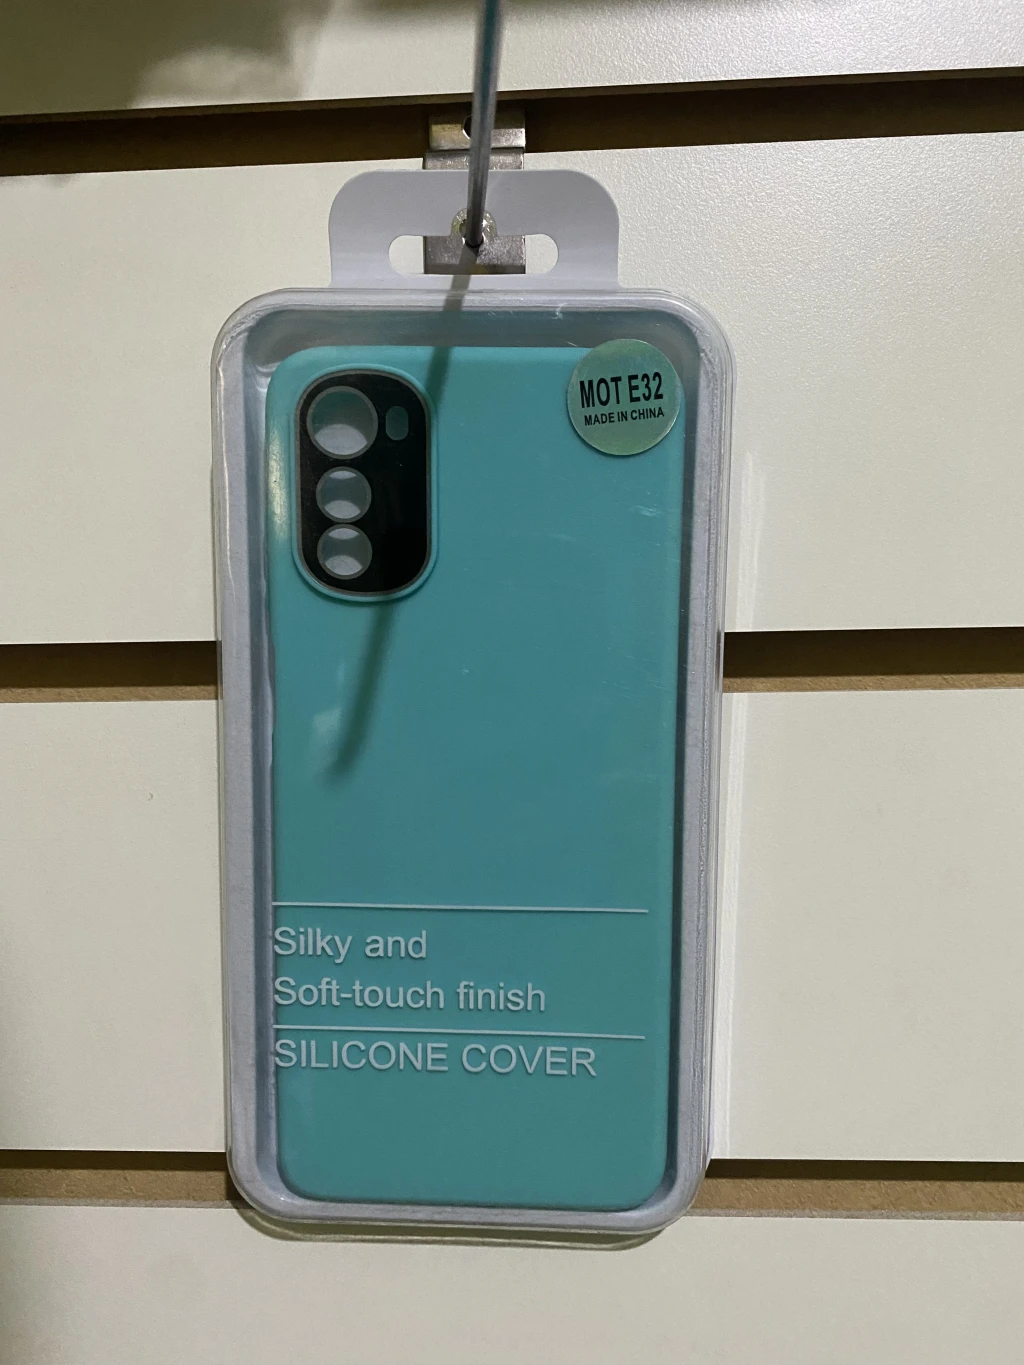 MOT E32
MADE IN CHINA
Silky and
Soft-touch finish
SILICONE COVER